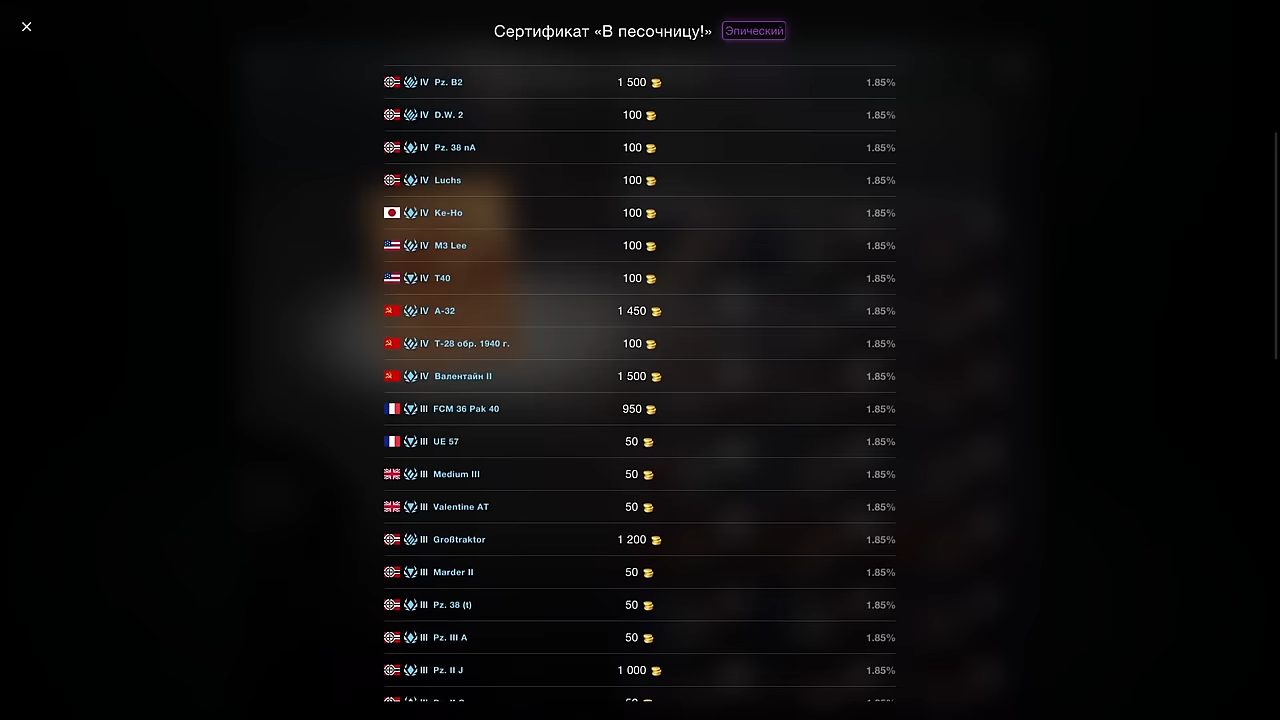 Сертификат «В песочницу!» Эпический
IV Pz. B2 1 500 1.85%
IV D.W. 2 100 1.85%
IV Pz. 38 nA 100 1.85%
IV Luchs 100 1.85%
IV Ke-Ho 100 1.85%
IV M3 Lee 100 1.85%
IV T40 100 1.85%
IV А-32 1 450 1.85%
IV Т-28 обр. 1940 г. 100 1.85%
IV Валентайн II 1 500 1.85%
III FCM 36 Pak 40 950 1.85%
III UE 57 50 1.85%
III Medium III 50 1.85%
III Valentine AT 50 1.85%
III Großtraktor 1 200 1.85%
III Marder II 50 1.85%
III Pz. 38 (t) 50 1.85%
III Pz. III A 50 1.85%
III Pz. II J 1 000 1.85%